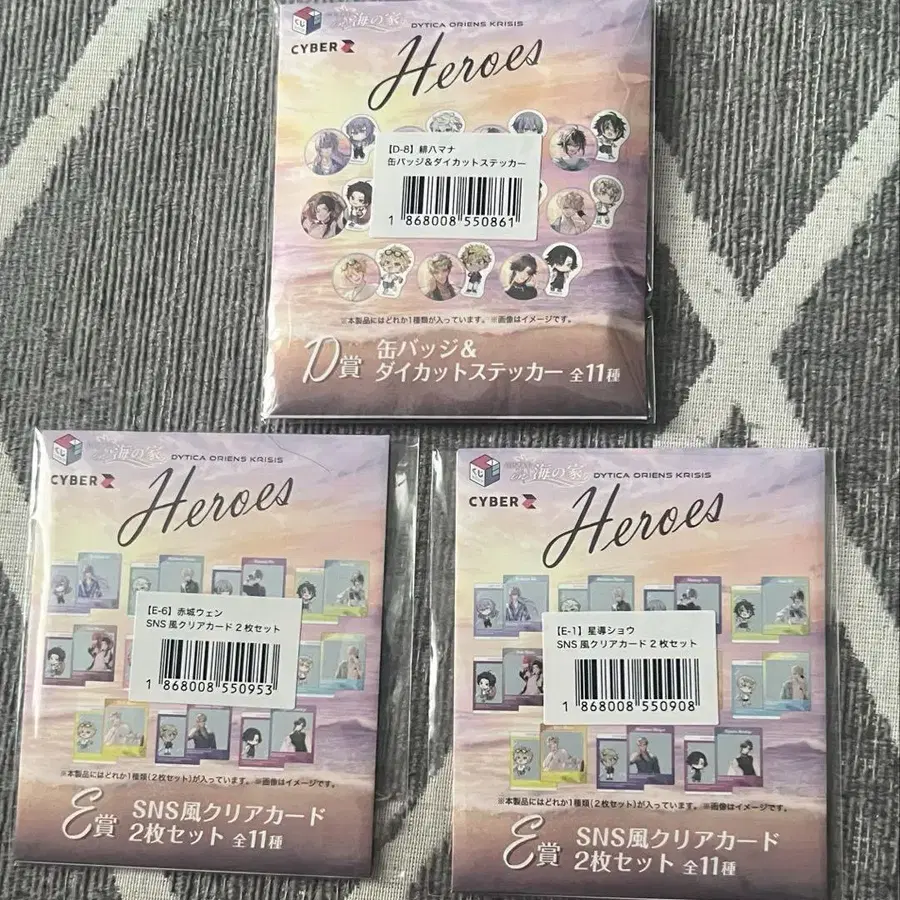 くじ
海の家
DYTICA ORIENS KRISIS
CYBER Z
Heroes
【D-8】緋八マナ
缶バッジ&ダイカットステッカー
1 868008 550861
※本製品にはどれか1種類が入っています。※画像はイメージです。
D賞 缶バッジ&
ダイカットステッカー 全11種
くじ
海の家
DYTICA ORIENS KRISIS
CYBER Z
Heroes
【E-6】赤城ウェン
SNS風クリアカード2枚セット
1 868008 550953
※本製品にはどれか1種類(2枚セット)が入っています。※画像はイメージです。
E賞 SNS風クリアカード
2枚セット 全11種
くじ
海の家
DYTICA ORIENS KRISIS
CYBER Z
Heroes
【E-1】星導ショウ
SNS風クリアカード2枚セット
1 868008 550908
※本製品にはどれか1種類(2枚セット)が入っています。※画像はイメージです。
E賞 SNS風クリアカード
2枚セット 全11種